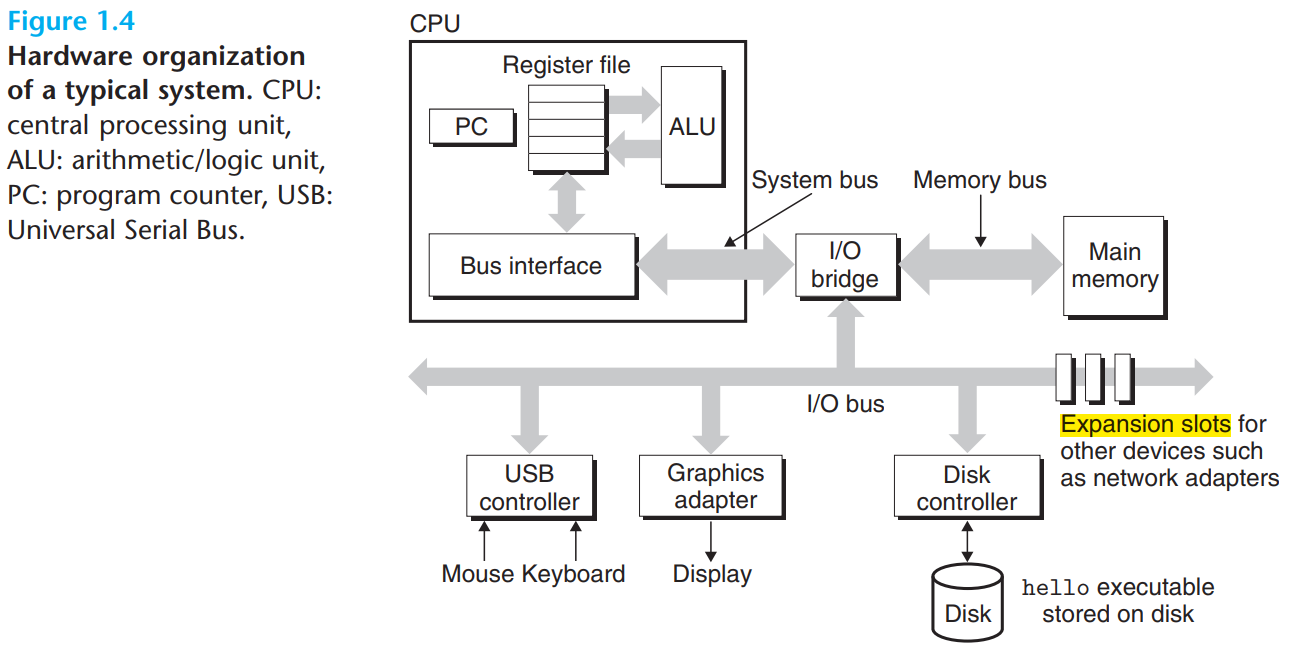 Figure 1.4
Hardware organization
of a typical system. CPU:
central processing unit,
ALU: arithmetic/logic unit,
PC: program counter, USB:
Universal Serial Bus.
CPU
Register file
PC
ALU
System bus
Memory bus
Bus interface
I/O
bridge
Main
memory
I/O bus
Expansion slots for
other devices such
as network adapters
USB
controller
Graphics
adapter
Disk
controller
Mouse Keyboard
Display
Disk
hello executable
stored on disk